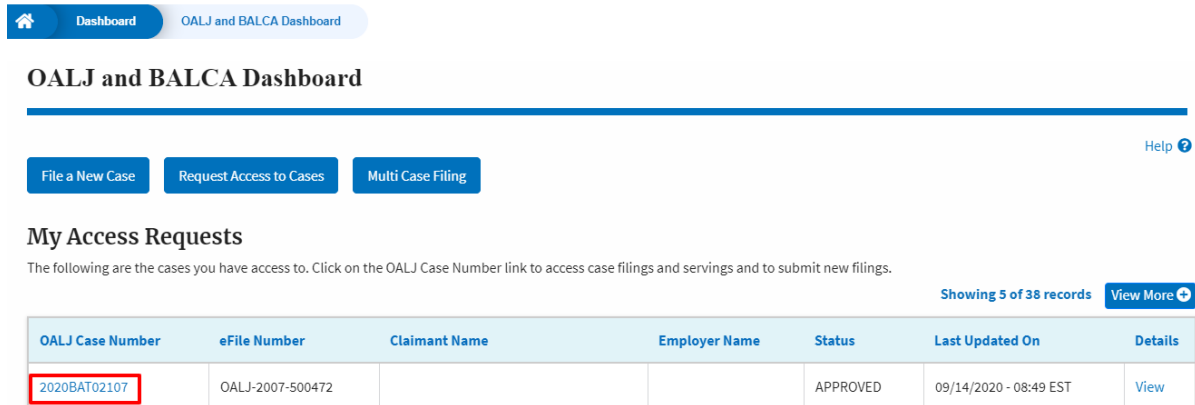 Dashboard OALJ and BALCA Dashboard
OALJ and BALCA Dashboard
Help
File a New Case Request Access to Cases Multi Case Filing
My Access Requests
The following are the cases you have access to. Click on the OALJ Case Number link to access case filings and servings and to submit new filings.
Showing 5 of 38 records View More
OALJ Case Number eFile Number Claimant Name Employer Name Status Last Updated On Details
2020BAT02107 OALJ-2007-500472 APPROVED 09/14/2020 - 08:49 EST View